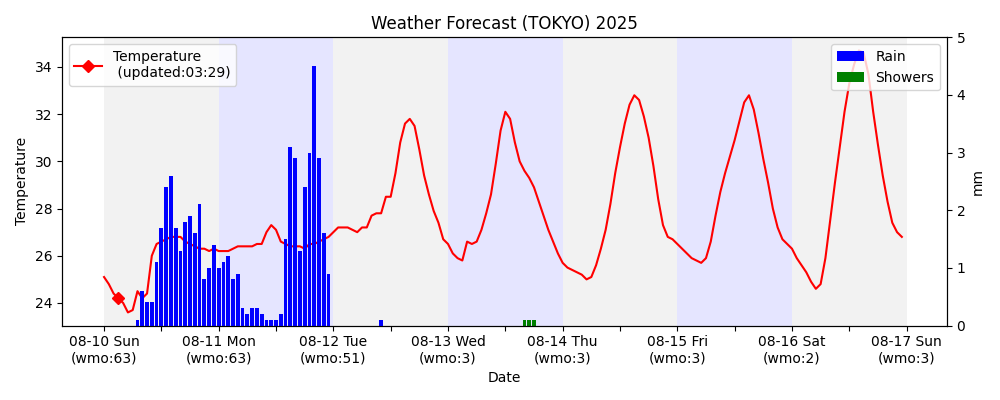 Weather Forecast (TOKYO) 2025
Temperature
(updated:03:29)
Rain
Showers
Temperature
34
32
30
28
26
24
5
4
3
2
1
0
mm
08-10 Sun
(wmo:63)
08-11 Mon
(wmo:63)
08-12 Tue
(wmo:51)
08-13 Wed
(wmo:3)
08-14 Thu
(wmo:3)
08-15 Fri
(wmo:3)
08-16 Sat
(wmo:2)
08-17 Sun
(wmo:3)
Date